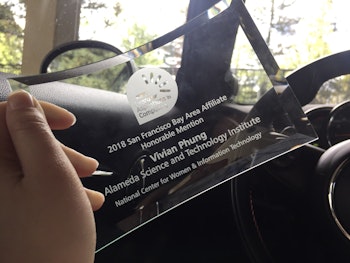 2018 San Francisco Bay Area Affiliate
Honorable Mention
Vivian Phung
Alameda Science and Technology Institute
National Center for Women & Information Technology